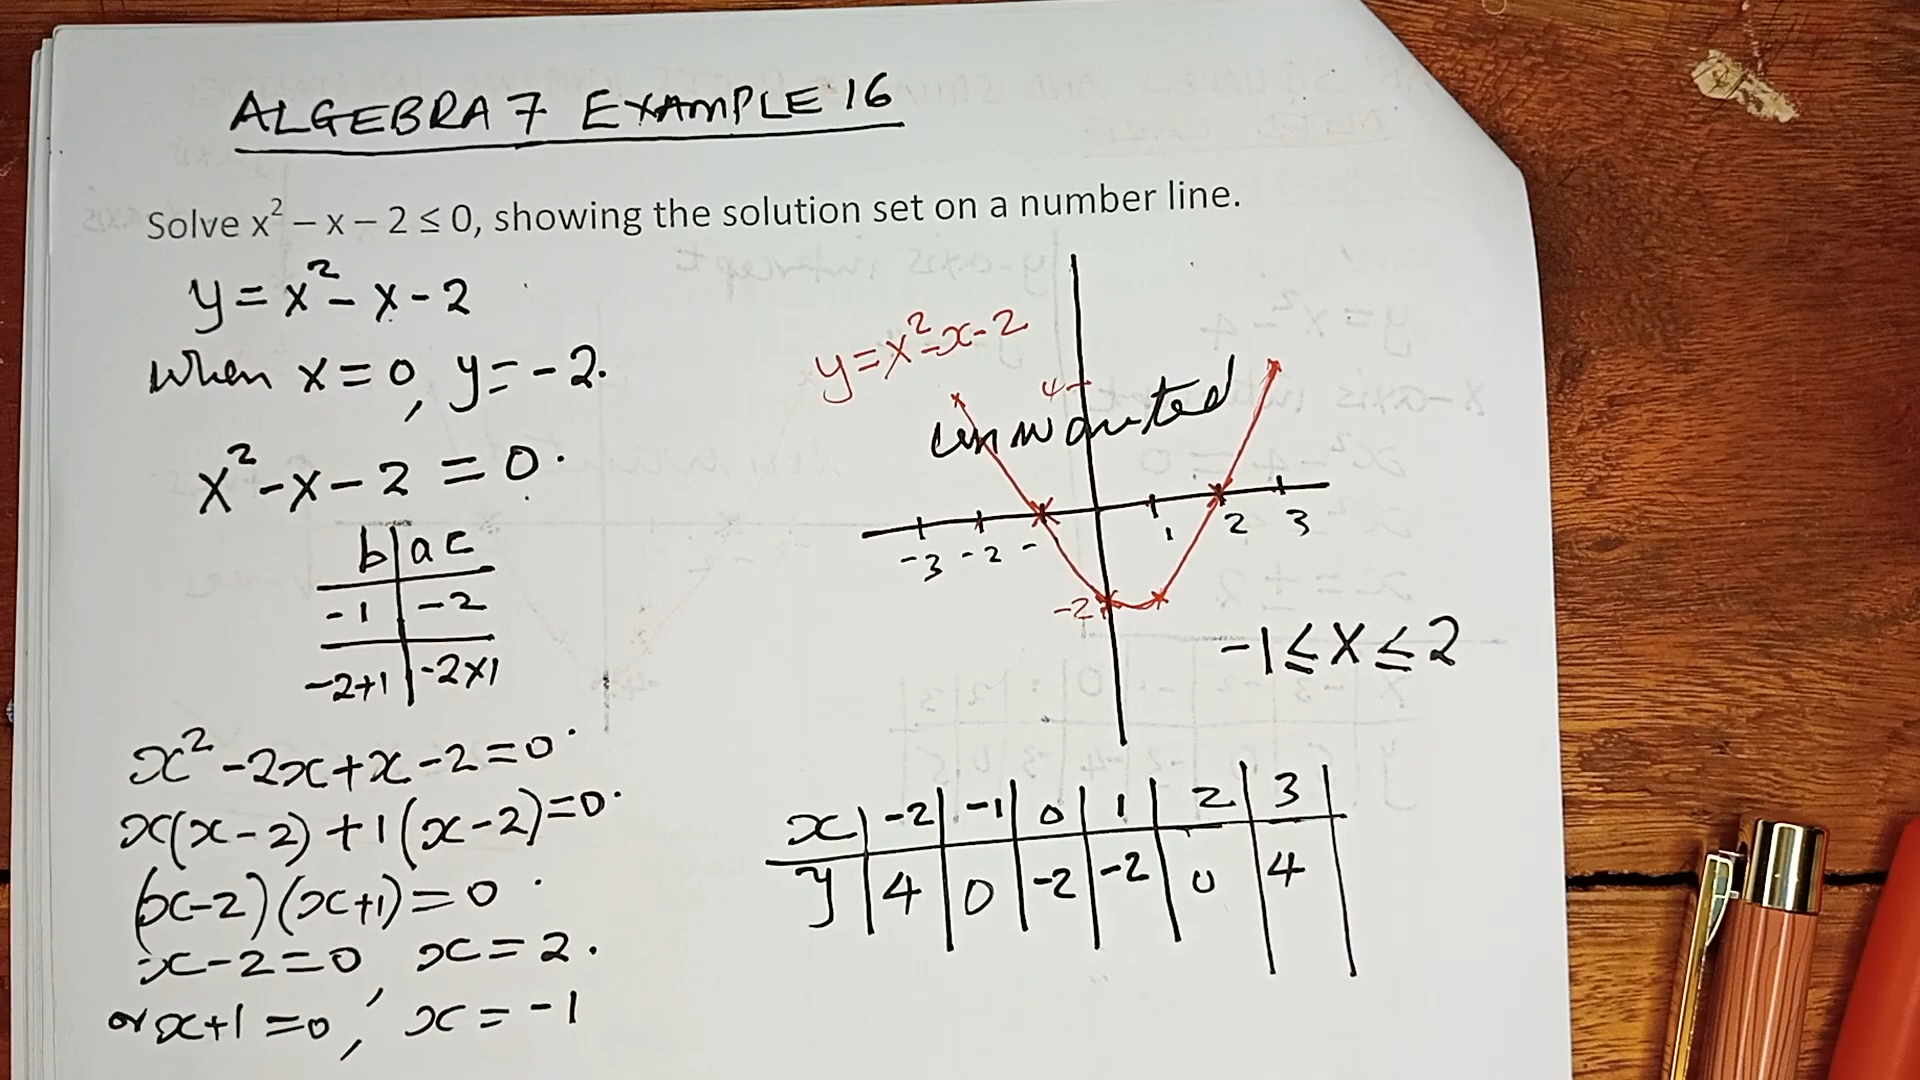 ALGEBRA 7 EXAMPLE 16
Solve x² – x – 2 ≤ 0, showing the solution set on a number line.
y = x² - x - 2
when x = 0, y = -2.
x² - x - 2 = 0.
b | a c
-1 | -2
-2+1 | -2x1
x² - 2x + x - 2 = 0.
x(x-2) + 1(x-2) = 0.
(x-2)(x+1) = 0.
x - 2 = 0, x = 2.
or x+1 = 0, x = -1
y = x² - x - 2
4
unwanted
-3 -2 - 1 2 3
-2
-1 ≤ x ≤ 2
x | -2 | -1 | 0 | 1 | 2 | 3 |
y | 4 | 0 | -2 | -2 | 0 | 4 |